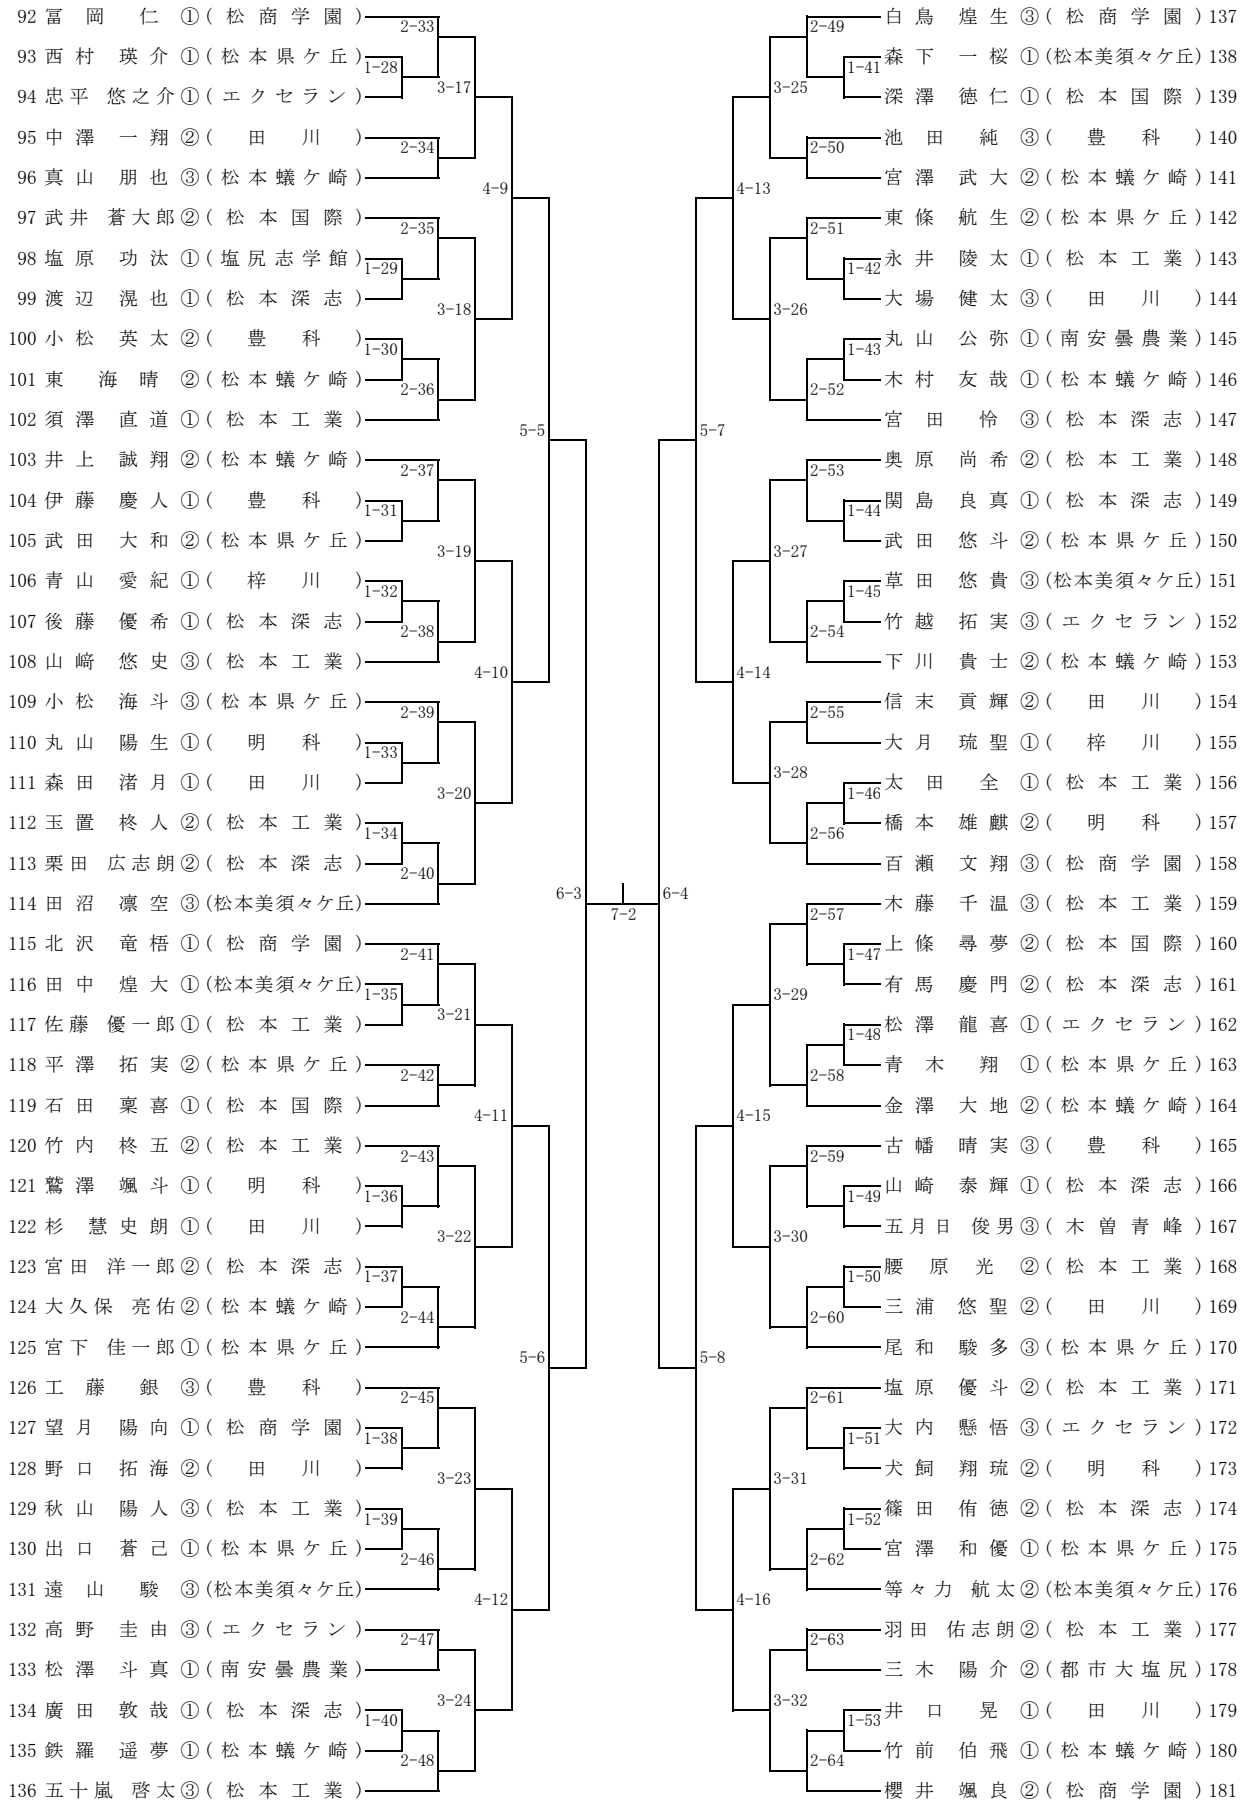 92 冨岡 仁 ① (松商学園)
93 西村 瑛介 ① (松本県ケ丘)
94 忠平 悠之介 ① (エクセラン)
95 中澤 一翔 ② (田川)
96 真山 朋也 ③ (松本蟻ケ崎)
97 武井 蒼大郎 ② (松本国際)
98 塩原 功汰 ① (塩尻志学館)
99 渡辺 滉也 ① (松本深志)
100 小松 英太 ② (豊科)
101 東 海晴 ② (松本蟻ケ崎)
102 須澤 直道 ① (松本工業)
103 井上 誠翔 ② (松本蟻ケ崎)
104 伊藤 慶人 ① (豊科)
105 武田 大和 ② (松本県ケ丘)
106 青山 愛紀 ① (梓川)
107 後藤 優希 ① (松本深志)
108 山﨑 悠史 ③ (松本工業)
109 小松 海斗 ③ (松本県ケ丘)
110 丸山 陽生 ① (明科)
111 森田 渚月 ① (田川)
112 玉置 柊人 ② (松本工業)
113 栗田 広志朗 ② (松本深志)
114 田沼 凛空 ③ (松本美須々ケ丘)
115 北沢 竜梧 ① (松商学園)
116 田中 煌大 ① (松本美須々ケ丘)
117 佐藤 優一郎 ① (松本工業)
118 平澤 拓実 ② (松本県ケ丘)
119 石田 稟喜 ① (松本国際)
120 竹内 柊五 ② (松本工業)
121 鷲澤 颯斗 ① (明科)
122 杉 慧史朗 ① (田川)
123 宮田 洋一郎 ② (松本深志)
124 大久保 亮佑 ② (松本蟻ケ崎)
125 宮下 佳一郎 ① (松本県ケ丘)
126 工藤 銀 ③ (豊科)
127 望月 陽向 ① (松商学園)
128 野口 拓海 ② (田川)
129 秋山 陽人 ③ (松本工業)
130 出口 蒼己 ① (松本県ケ丘)
131 遠山 駿 ③ (松本美須々ケ丘)
132 高野 圭由 ③ (エクセラン)
133 松澤 斗真 ① (南安曇農業)
134 廣田 敦哉 ① (松本深志)
135 鉄羅 遥夢 ① (松本蟻ケ崎)
136 五十嵐 啓太 ③ (松本工業)
2-33
1-28
3-17
2-34
4-9
2-35
1-29
3-18
1-30
2-36
5-5
2-37
1-31
3-19
1-32
2-38
4-10
2-39
1-33
3-20
1-34
2-40
6-3
2-41
1-35
3-21
2-42
4-11
2-43
1-36
3-22
1-37
2-44
5-6
2-45
1-38
3-23
1-39
2-46
4-12
2-47
3-24
1-40
2-48
7-2
2-49
1-41
3-25
2-50
4-13
2-51
1-42
3-26
1-43
2-52
5-7
2-53
1-44
3-27
1-45
2-54
4-14
2-55
3-28
1-46
2-56
6-4
2-57
1-47
3-29
1-48
2-58
4-15
2-59
1-49
3-30
1-50
2-60
5-8
2-61
1-51
3-31
1-52
2-62
4-16
2-63
3-32
1-53
2-64
白鳥 煌生 ③ (松商学園) 137
森下 一桜 ① (松本美須々ケ丘) 138
深澤 徳仁 ① (松本国際) 139
池田 純 ③ (豊科) 140
宮澤 武大 ② (松本蟻ケ崎) 141
東條 航生 ② (松本県ケ丘) 142
永井 陵太 ① (松本工業) 143
大場 健太 ③ (田川) 144
丸山 公弥 ① (南安曇農業) 145
木村 友哉 ① (松本蟻ケ崎) 146
宮田 怜 ③ (松本深志) 147
奥原 尚希 ② (松本工業) 148
関島 良真 ① (松本深志) 149
武田 悠斗 ② (松本県ケ丘) 150
草田 悠貴 ③ (松本美須々ケ丘) 151
竹越 拓実 ③ (エクセラン) 152
下川 貴士 ② (松本蟻ケ崎) 153
信末 貢輝 ② (田川) 154
大月 琉聖 ① (梓川) 155
太田 全 ① (松本工業) 156
橋本 雄麒 ② (明科) 157
百瀬 文翔 ③ (松商学園) 158
木藤 千温 ③ (松本工業) 159
上條 尋夢 ② (松本国際) 160
有馬 慶門 ② (松本深志) 161
松澤 龍喜 ① (エクセラン) 162
青木 翔 ① (松本県ケ丘) 163
金澤 大地 ② (松本蟻ケ崎) 164
古幡 晴実 ③ (豊科) 165
山崎 泰輝 ① (松本深志) 166
五月日 俊男 ③ (木曽青峰) 167
腰原 光 ② (松本工業) 168
三浦 悠聖 ② (田川) 169
尾和 駿多 ③ (松本県ケ丘) 170
塩原 優斗 ② (松本工業) 171
大内 懸悟 ③ (エクセラン) 172
犬飼 翔琉 ② (明科) 173
篠田 侑徳 ② (松本深志) 174
宮澤 和優 ① (松本県ケ丘) 175
等々力 航太 ② (松本美須々ケ丘) 176
羽田 佑志朗 ② (松本工業) 177
三木 陽介 ② (都市大塩尻) 178
井口 晃 ① (田川) 179
竹前 伯飛 ① (松本蟻ケ崎) 180
櫻井 颯良 ② (松商学園) 181